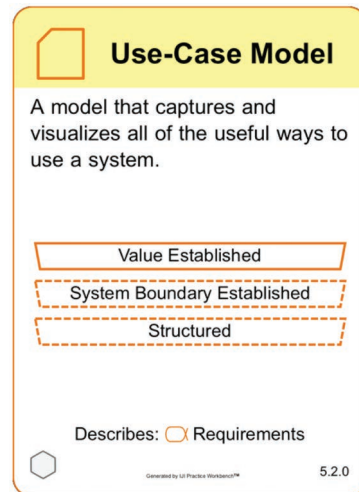 Use-Case Model
A model that captures and
visualizes all of the useful ways to
use a system.
Value Established
System Boundary Established
Structured
Describes: Requirements
Generated by IJI Practice Workbench™
5.2.0